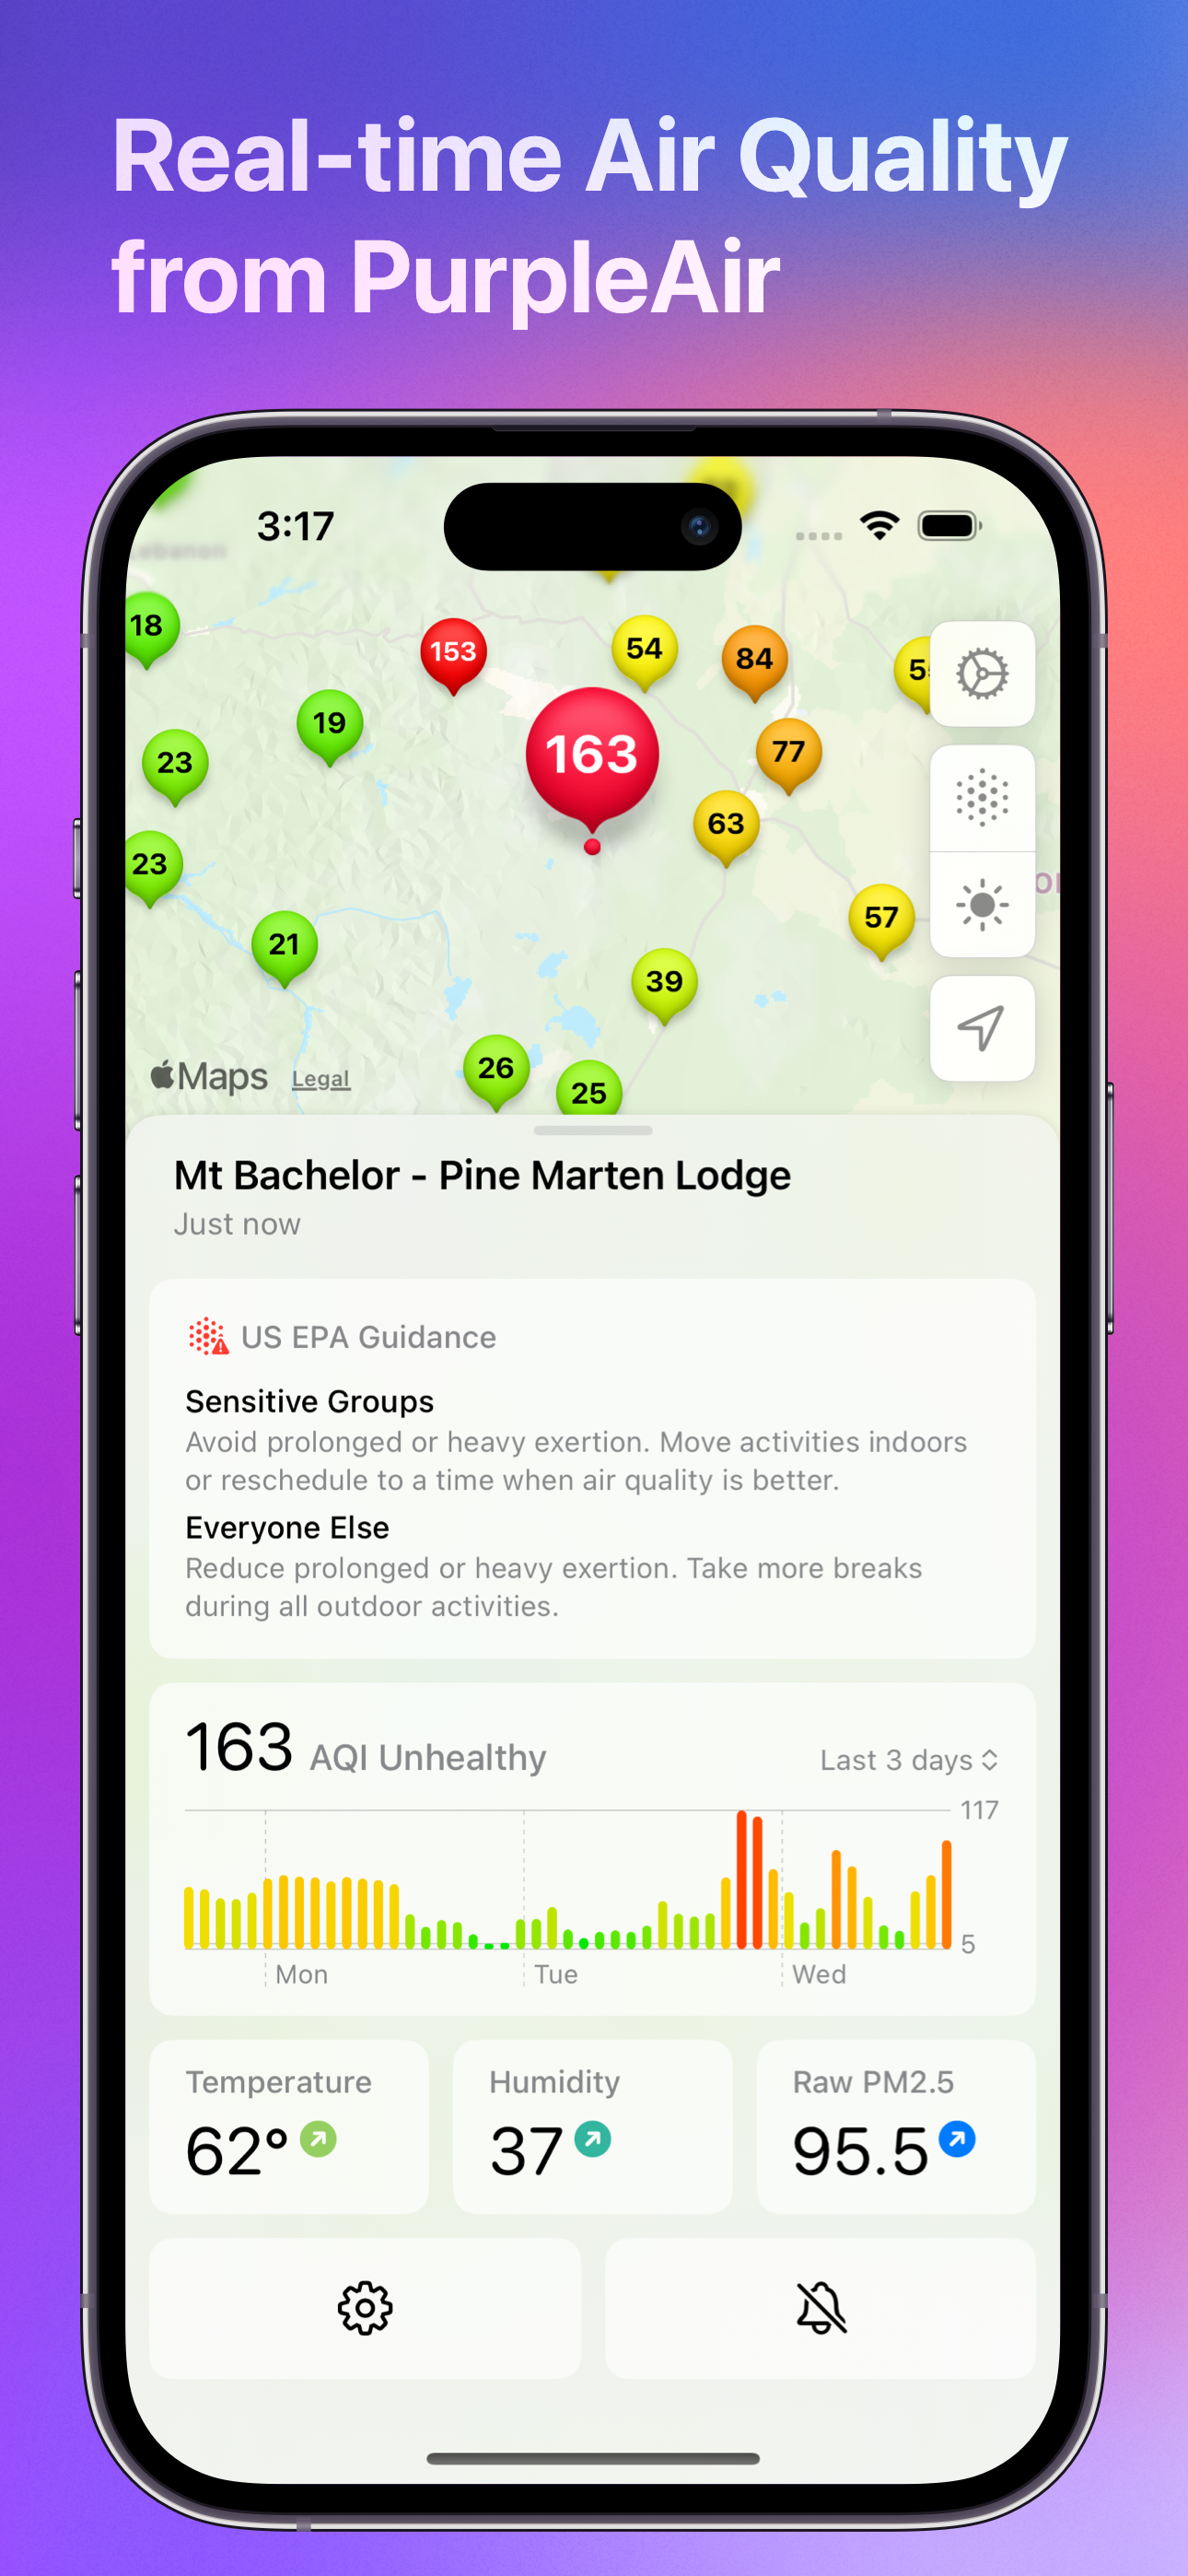 Real-time Air Quality
from PurpleAir
3:17
18
153
54
84
19
163
77
23
63
23
57
21
39
26
25
Maps
Legal
Mt Bachelor - Pine Marten Lodge
Just now
US EPA Guidance
Sensitive Groups
Avoid prolonged or heavy exertion. Move activities indoors
or reschedule to a time when air quality is better.
Everyone Else
Reduce prolonged or heavy exertion. Take more breaks
during all outdoor activities.
163 AQI Unhealthy
Last 3 days
117
5
Mon
Tue
Wed
Temperature
Humidity
Raw PM2.5
62°
37
95.5